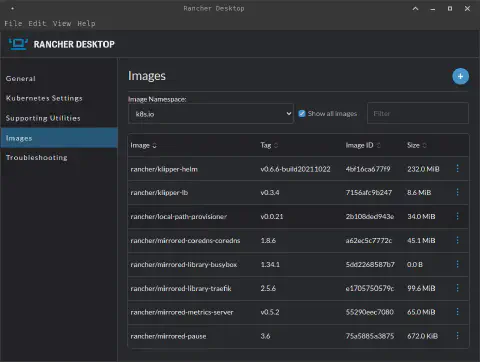 Rancher Desktop
File Edit View Help
RANCHER DESKTOP
General
Kubernetes Settings
Supporting Utilities
Images
Troubleshooting
Images
Image Namespace:
k8s.io
Show all images
Filter
Image Tag Image ID Size
rancher/klipper-helm v0.6.6-build20211022 4bf16ca677f9 232.0 MiB
rancher/klipper-lb v0.3.4 7156afc9b247 8.6 MiB
rancher/local-path-provisioner v0.0.21 2b108ded943e 34.0 MiB
rancher/mirrored-coredns-coredns 1.8.6 a62ec5c7772c 45.1 MiB
rancher/mirrored-library-busybox 1.34.1 5dd2268587b7 0.0 B
rancher/mirrored-library-traefik 2.5.6 e1705750579c 99.6 MiB
rancher/mirrored-metrics-server v0.5.2 55290eec7080 65.0 MiB
rancher/mirrored-pause 3.6 75a5885a3875 672.0 KiB